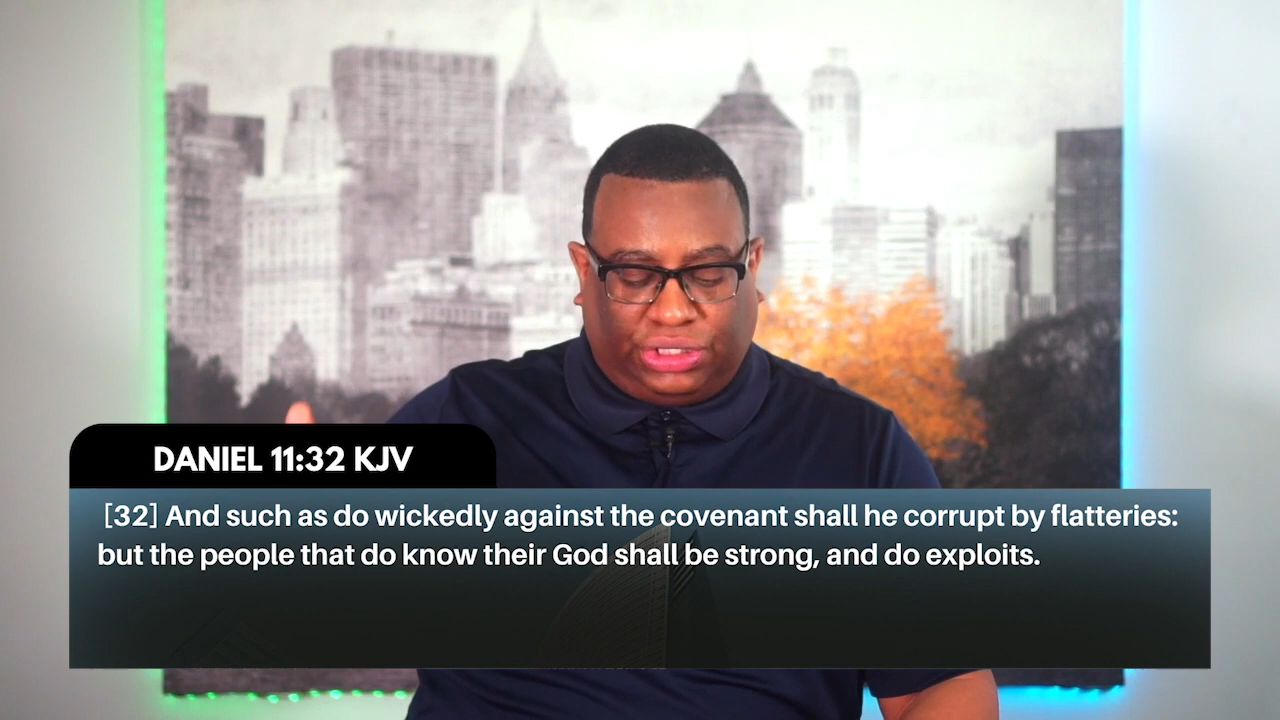 DANIEL 11:32 KJV
[32] And such as do wickedly against the covenant shall he corrupt by flatteries:
but the people that do know their God shall be strong, and do exploits.